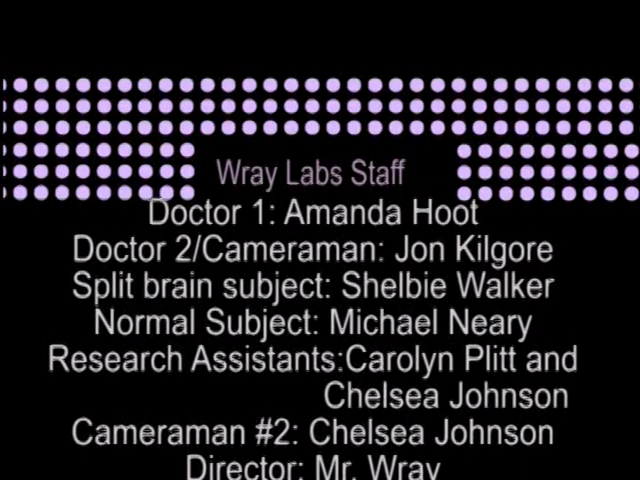 Wray Labs Staff
Doctor 1: Amanda Hoot
Doctor 2/Cameraman: Jon Kilgore
Split brain subject: Shelbie Walker
Normal Subject: Michael Neary
Research Assistants:Carolyn Plitt and
Chelsea Johnson
Cameraman #2: Chelsea Johnson
Director: Mr. Wray